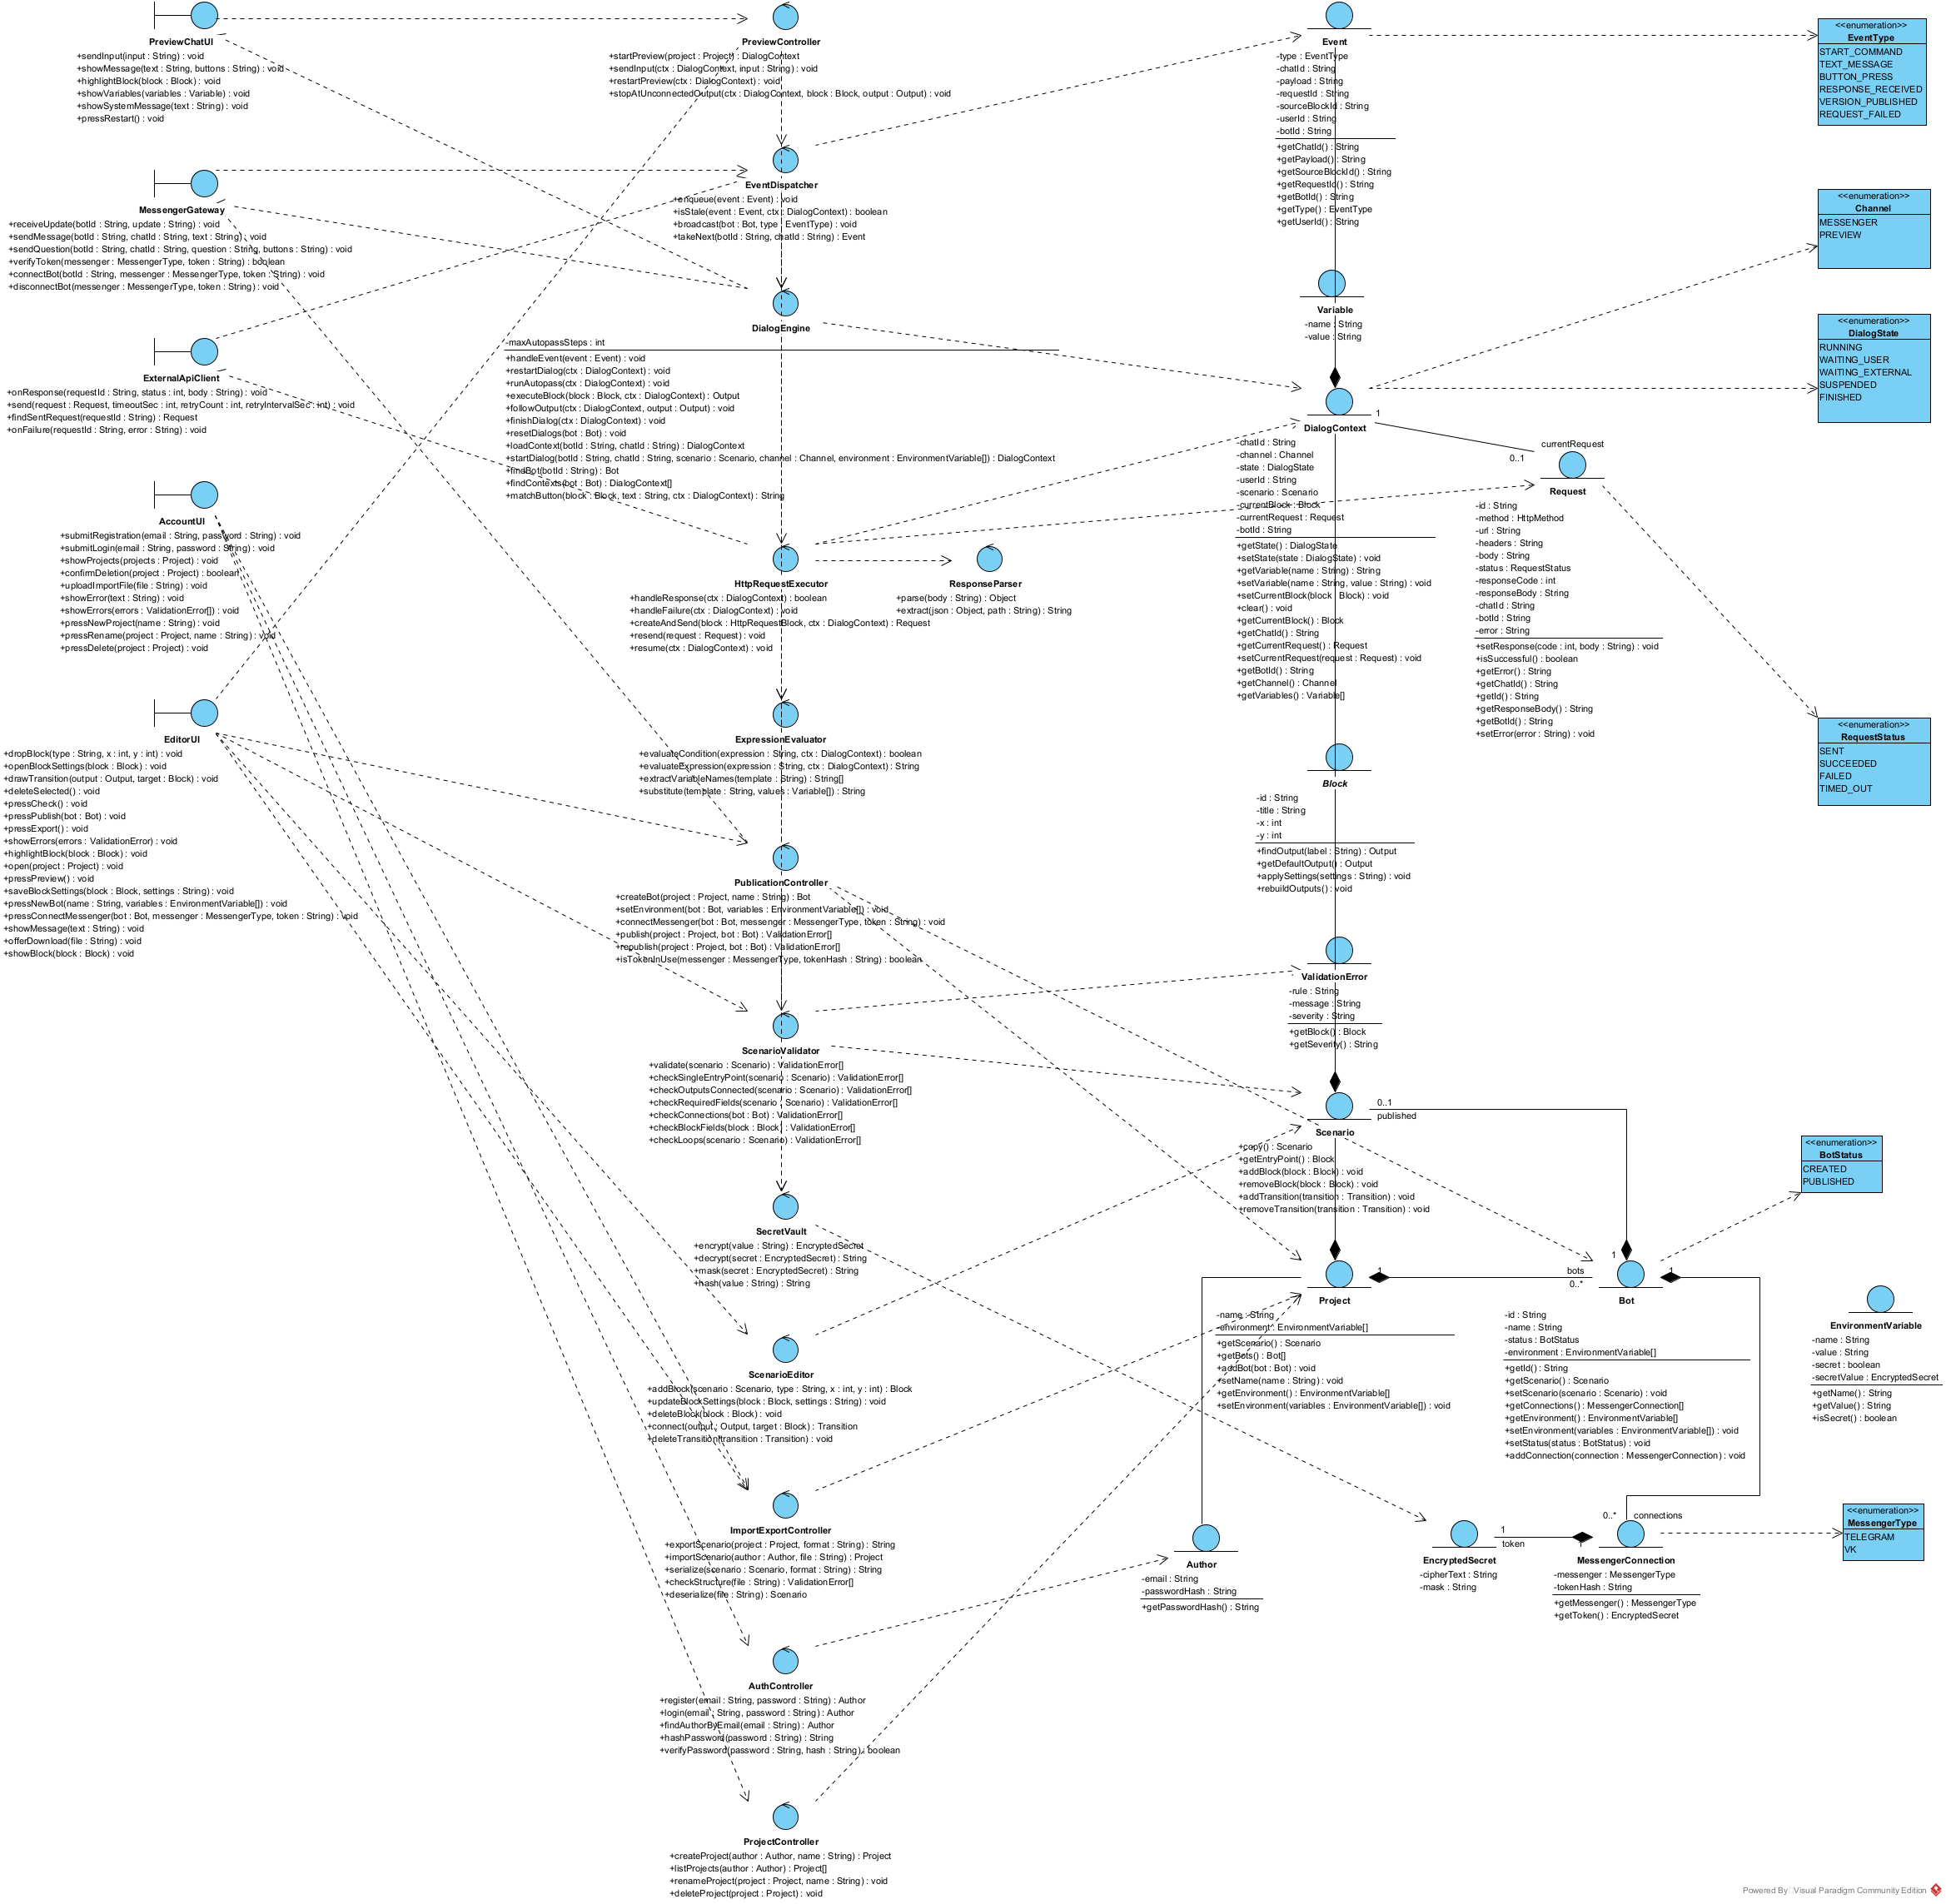 PreviewChatUI
+sendInput(input : String) : void
+showMessage(text : String, buttons : String) : void
+highlightBlock(block : Block) : void
+showVariables(variables : Variable) : void
+showSystemMessage(text : String) : void
+pressRestart() : void
MessengerGateway
+receiveUpdate(botId : String, update : String) : void
+sendMessage(botId : String, chatId : String, text : String) : void
+sendQuestion(botId : String, chatId : String, question : String, buttons : String) : void
+verifyToken(messenger : MessengerType, token : String) : boolean
+connectBot(botId : String, messenger : MessengerType, token : String) : void
+disconnectBot(messenger : MessengerType, token : String) : void
ExternalApiClient
+onResponse(requestId : String, status : int, body : String) : void
+send(request : Request, timeoutSec : int, retryCount : int, retryIntervalSec : int) : void
+findSentRequest(requestId : String) : Request
+onFailure(requestId : String, error : String) : void
AccountUI
+submitRegistration(email : String, password : String) : void
+submitLogin(email : String, password : String) : void
+showProjects(projects : Project) : void
+confirmDeletion(project : Project) : boolean
+uploadImportFile(file : String) : void
+showError(text : String) : void
+showErrors(errors : ValidationError[]) : void
+pressNewProject(name : String) : void
+pressRename(project : Project, name : String) : void
+pressDelete(project : Project) : void
EditorUI
+dropBlock(type : String, x : int, y : int) : void
+openBlockSettings(block : Block) : void
+drawTransition(output : Output, target : Block) : void
+deleteSelected() : void
+pressCheck() : void
+pressPublish(bot : Bot) : void
+pressExport() : void
+showErrors(errors : ValidationError) : void
+highlightBlock(block : Block) : void
+open(project : Project) : void
+pressPreview() : void
+saveBlockSettings(block : Block, settings : String) : void
+pressNewBot(name : String, variables : EnvironmentVariable[]) : void
+pressConnectMessenger(bot : Bot, messenger : MessengerType, token : String) : void
+showMessage(text : String) : void
+offerDownload(file : String) : void
+showBlock(block : Block) : void
PreviewController
+startPreview(project : Project) : DialogContext
+sendInput(ctx : DialogContext, input : String) : void
+restartPreview(ctx : DialogContext) : void
+stopAtUnconnectedOutput(ctx : DialogContext, block : Block, output : Output) : void
EventDispatcher
+enqueue(event : Event) : void
+isStale(event : Event, ctx : DialogContext) : boolean
+broadcast(bot : Bot, type : EventType) : void
+takeNext(botId : String, chatId : String) : Event
DialogEngine
-maxAutopassSteps : int
+handleEvent(event : Event) : void
+restartDialog(ctx : DialogContext) : void
+runAutopass(ctx : DialogContext) : void
+executeBlock(block : Block, ctx : DialogContext) : Output
+followOutput(ctx : DialogContext, output : Output) : void
+finishDialog(ctx : DialogContext) : void
+resetDialogs(bot : Bot) : void
+loadContext(botId : String, chatId : String) : DialogContext
+startDialog(botId : String, chatId : String, scenario : Scenario, channel : Channel, environment : EnvironmentVariable[]) : DialogContext
+findBot(botId : String) : Bot
+findContexts(bot : Bot) : DialogContext[]
+matchButton(block : Block, text : String, ctx : DialogContext) : String
HttpRequestExecutor
+handleResponse(ctx : DialogContext) : boolean
+handleFailure(ctx : DialogContext) : void
+createAndSend(block : HttpRequestBlock, ctx : DialogContext) : Request
+resend(request : Request) : void
+resume(ctx : DialogContext) : void
ResponseParser
+parse(body : String) : Object
+extract(json : Object, path : String) : String
ExpressionEvaluator
+evaluateCondition(expression : String, ctx : DialogContext) : boolean
+evaluateExpression(expression : String, ctx : DialogContext) : String
+extractVariableNames(template : String) : String[]
+substitute(template : String, values : Variable[]) : String
PublicationController
+createBot(project : Project, name : String) : Bot
+setEnvironment(bot : Bot, variables : EnvironmentVariable[]) : void
+connectMessenger(bot : Bot, messenger : MessengerType, token : String) : void
+publish(project : Project, bot : Bot) : ValidationError[]
+republish(project : Project, bot : Bot) : ValidationError[]
+isTokenInUse(messenger : MessengerType, tokenHash : String) : boolean
ScenarioValidator
+validate(scenario : Scenario) : ValidationError[]
+checkSingleEntryPoint(scenario : Scenario) : ValidationError[]
+checkOutputsConnected(scenario : Scenario) : ValidationError[]
+checkRequiredFields(scenario : Scenario) : ValidationError[]
+checkConnections(bot : Bot) : ValidationError[]
+checkBlockFields(block : Block) : ValidationError[]
+checkLoops(scenario : Scenario) : ValidationError[]
SecretVault
+encrypt(value : String) : EncryptedSecret
+decrypt(secret : EncryptedSecret) : String
+mask(secret : EncryptedSecret) : String
+hash(value : String) : String
ScenarioEditor
+addBlock(scenario : Scenario, type : String, x : int, y : int) : Block
+updateBlockSettings(block : Block, settings : String) : void
+deleteBlock(block : Block) : void
+connect(output : Output, target : Block) : Transition
+deleteTransition(transition : Transition) : void
ImportExportController
+exportScenario(project : Project, format : String) : String
+importScenario(author : Author, file : String) : Project
+serialize(scenario : Scenario, format : String) : String
+checkStructure(file : String) : ValidationError[]
+deserialize(file : String) : Scenario
AuthController
+register(email : String, password : String) : Author
+login(email : String, password : String) : Author
+findAuthorByEmail(email : String) : Author
+hashPassword(password : String) : String
+verifyPassword(password : String, hash : String) : boolean
ProjectController
+createProject(author : Author, name : String) : Project
+listProjects(author : Author) : Project[]
+renameProject(project : Project, name : String) : void
+deleteProject(project : Project) : void
Event
-type : EventType
-chatId : String
-payload : String
-requestId : String
-sourceBlockId : String
-userId : String
-botId : String
+getChatId() : String
+getPayload() : String
+getSourceBlockId() : String
+getRequestId() : String
+getBotId() : String
+getType() : EventType
+getUserId() : String
Variable
-name : String
-value : String
DialogContext
1
-chatId : String
-channel : Channel
-state : DialogState
-userId : String
-scenario : Scenario
-currentBlock : Block
-currentRequest : Request
-botId : String
+getState() : DialogState
+setState(state : DialogState) : void
+getVariable(name : String) : String
+setVariable(name : String, value : String) : void
+setCurrentBlock(block : Block) : void
+clear() : void
+getCurrentBlock() : Block
+getChatId() : String
+getCurrentRequest() : Request
+setCurrentRequest(request : Request) : void
+getBotId() : String
+getChannel() : Channel
+getVariables() : Variable[]
currentRequest
0..1
Request
-id : String
-method : HttpMethod
-url : String
-headers : String
-body : String
-status : RequestStatus
-responseCode : int
-responseBody : String
-chatId : String
-botId : String
-error : String
+setResponse(code : int, body : String) : void
+isSuccessful() : boolean
+getError() : String
+getChatId() : String
+getId() : String
+getResponseBody() : String
+getBotId() : String
+setError(error : String) : void
Block
-id : String
-title : String
-x : int
-y : int
+findOutput(label : String) : Output
+getDefaultOutput() : Output
+applySettings(settings : String) : void
+rebuildOutputs() : void
ValidationError
-rule : String
-message : String
-severity : String
+getBlock() : Block
+getSeverity() : String
0..1
published
Scenario
+copy() : Scenario
+getEntryPoint() : Block
+addBlock(block : Block) : void
+removeBlock(block : Block) : void
+addTransition(transition : Transition) : void
+removeTransition(transition : Transition) : void
1
bots
0..*
1
1
Project
-name : String
-environment : EnvironmentVariable[]
+getScenario() : Scenario
+getBots() : Bot[]
+addBot(bot : Bot) : void
+setName(name : String) : void
+getEnvironment() : EnvironmentVariable[]
+setEnvironment(variables : EnvironmentVariable[]) : void
Bot
-id : String
-name : String
-status : BotStatus
-environment : EnvironmentVariable[]
+getId() : String
+getScenario() : Scenario
+setScenario(scenario : Scenario) : void
+getConnections() : MessengerConnection[]
+getEnvironment() : EnvironmentVariable[]
+setEnvironment(variables : EnvironmentVariable[]) : void
+setStatus(status : BotStatus) : void
+addConnection(connection : MessengerConnection) : void
EnvironmentVariable
-name : String
-value : String
-secret : boolean
-secretValue : EncryptedSecret
+getName() : String
+getValue() : String
+isSecret() : boolean
Author
-email : String
-passwordHash : String
+getPasswordHash() : String
EncryptedSecret
-cipherText : String
-mask : String
1
token
1
0..*
connections
MessengerConnection
-messenger : MessengerType
-tokenHash : String
+getMessenger() : MessengerType
+getToken() : EncryptedSecret
<<enumeration>>
EventType
START_COMMAND
TEXT_MESSAGE
BUTTON_PRESS
RESPONSE_RECEIVED
VERSION_PUBLISHED
REQUEST_FAILED
<<enumeration>>
Channel
MESSENGER
PREVIEW
<<enumeration>>
DialogState
RUNNING
WAITING_USER
WAITING_EXTERNAL
SUSPENDED
FINISHED
<<enumeration>>
RequestStatus
SENT
SUCCEEDED
FAILED
TIMED_OUT
<<enumeration>>
BotStatus
CREATED
PUBLISHED
<<enumeration>>
MessengerType
TELEGRAM
VK
Powered By: Visual Paradigm Community Edition